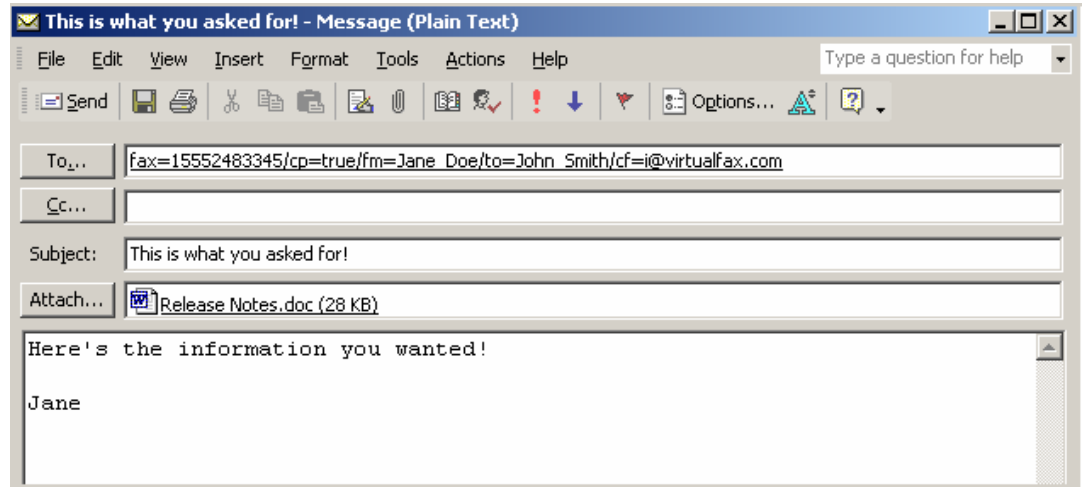 This is what you asked for! - Message (Plain Text)
File Edit View Insert Format Tools Actions Help Type a question for help
Send Options...
To... fax=15552483345/cp=true/fm=Jane_Doe/to=John_Smith/cf=i@virtualfax.com
Cc...
Subject: This is what you asked for!
Attach... Release Notes.doc (28 KB)
Here's the information you wanted!
Jane